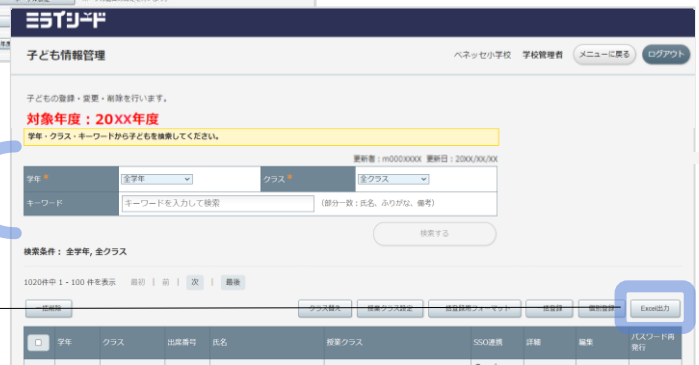 ミライシード
子ども情報管理
ベネッセ小学校 学校管理者 メニューに戻る ログアウト
子どもの登録・変更・削除を行います。
対象年度：20XX年度
学年・クラス・キーワードから子どもを検索してください。
更新者：m000XXXX 更新日：20XX/XX/XX
学年 * 全学年 クラス * 全クラス
キーワード キーワードを入力して検索 (部分一致：氏名、ふりがな、備考)
検索する
検索条件： 全学年, 全クラス
1020件中 1 - 100 件を表示 最初 | 前 | 次 | 最後
一括削除 クラス替え 授業クラス設定 一括登録用フォーマット 一括登録 個別登録 Excel出力
学年 クラス 出席番号 氏名 授業クラス SSO連携 詳細 編集 パスワード再発行